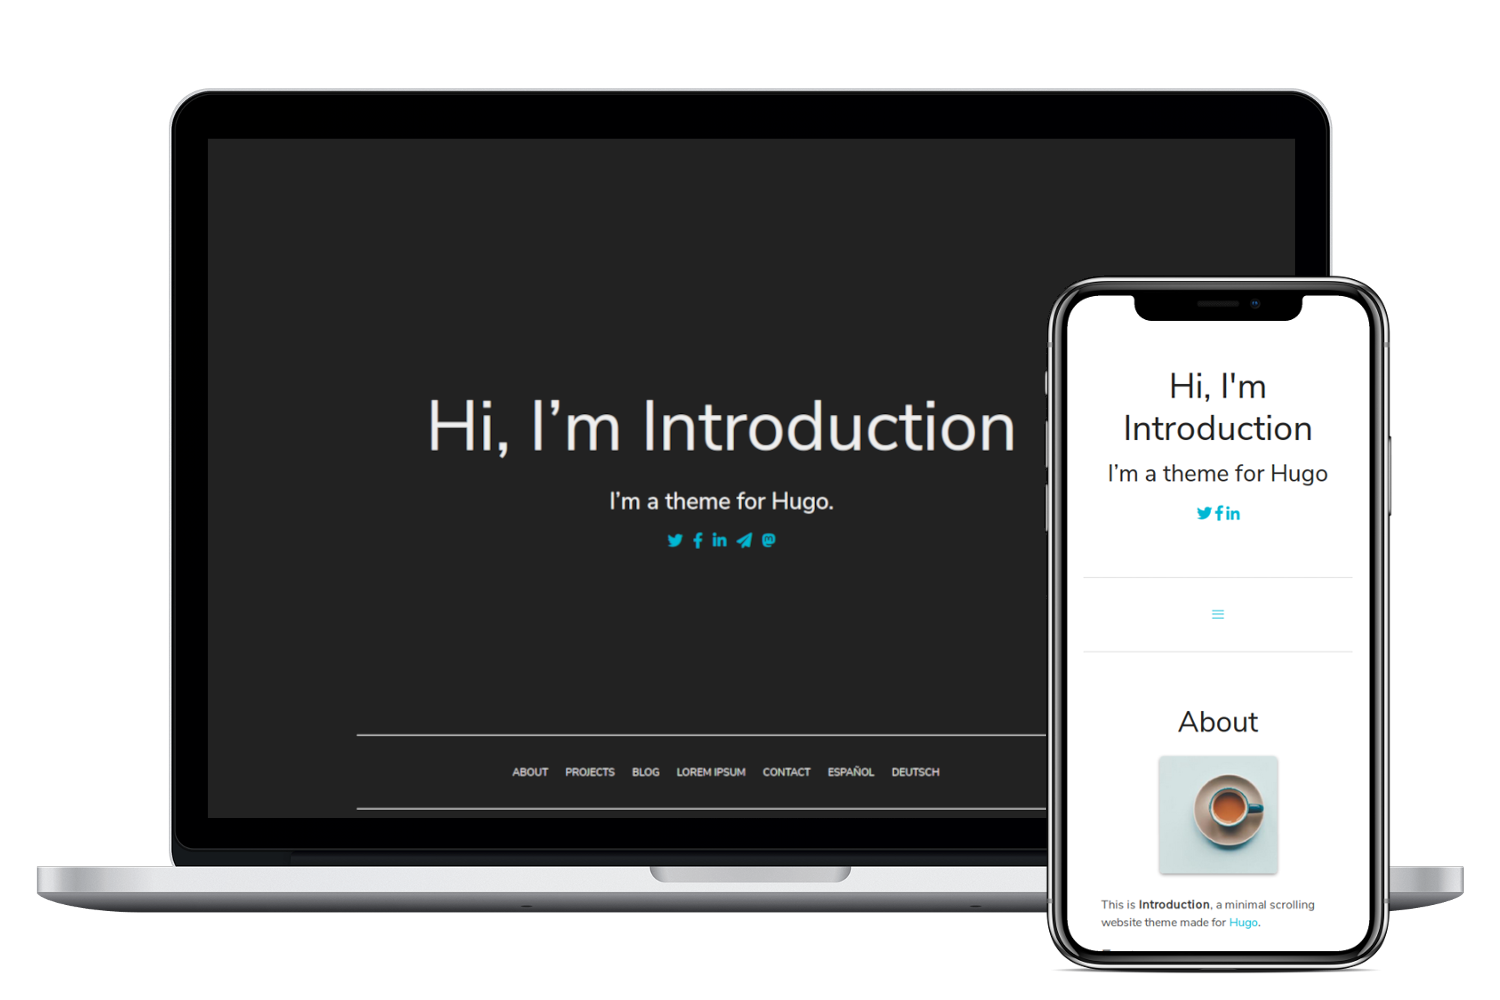 Hi, I’m Introduction
I’m a theme for Hugo.
ABOUT PROJECTS BLOG LOREM IPSUM CONTACT ESPAÑOL DEUTSCH
Hi, I'm
Introduction
I’m a theme for Hugo
About
This is Introduction, a minimal scrolling
website theme made for Hugo.